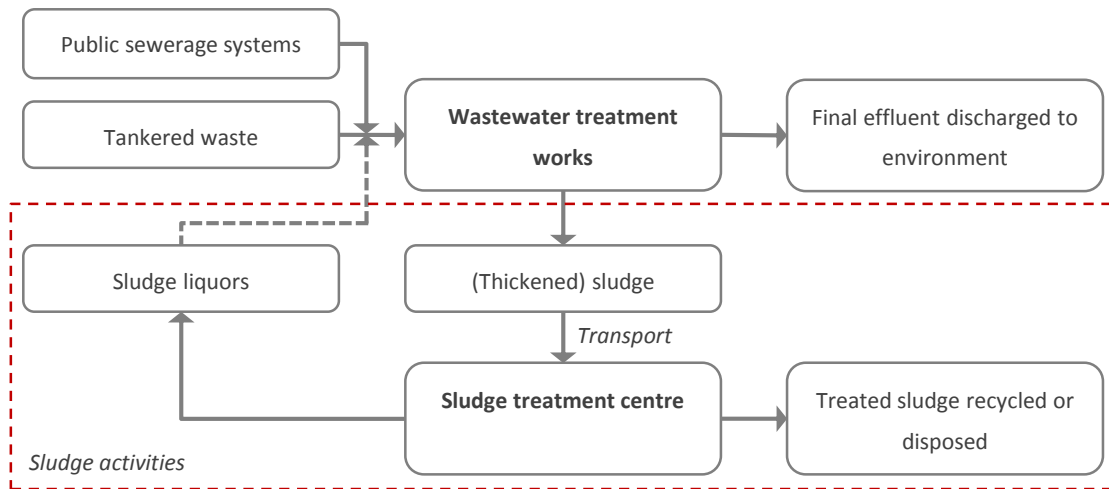 Public sewerage systems
Tankered waste
Wastewater treatment
works
Final effluent discharged to
environment
Sludge liquors
(Thickened) sludge
Transport
Sludge treatment centre
Treated sludge recycled or
disposed
Sludge activities